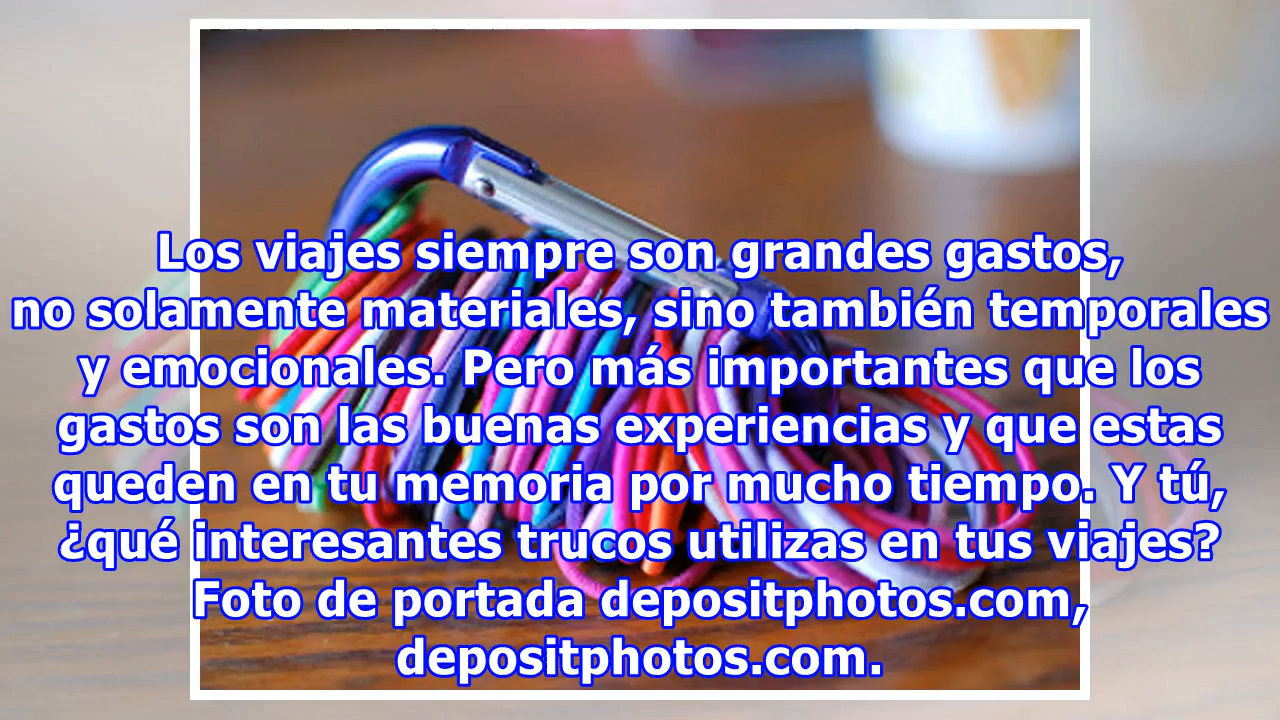 Los viajes siempre son grandes gastos,
no solamente materiales, sino también temporales
y emocionales. Pero más importantes que los
gastos son las buenas experiencias y que estas
queden en tu memoria por mucho tiempo. Y tú,
¿qué interesantes trucos utilizas en tus viajes?
Foto de portada depositphotos.com,
depositphotos.com.